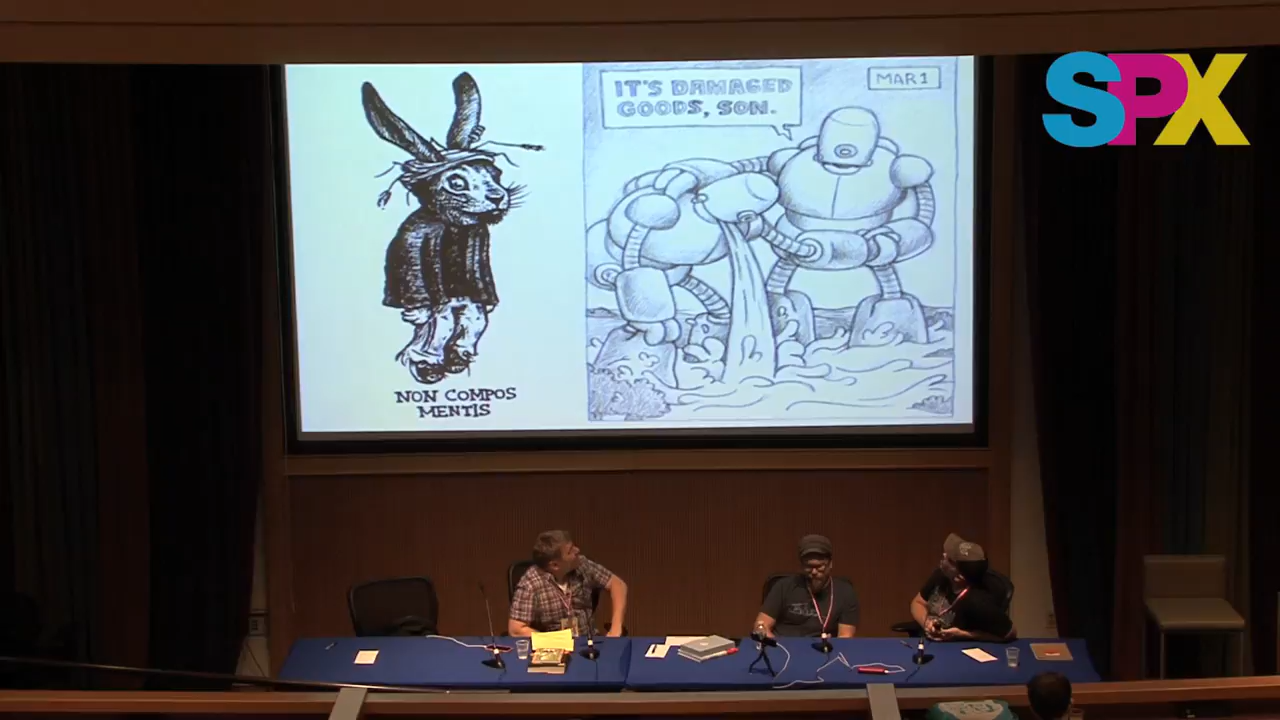 SPX
IT'S DAMAGED
GOODS, SON.
MAR 1
NON COMPOS
MENTIS